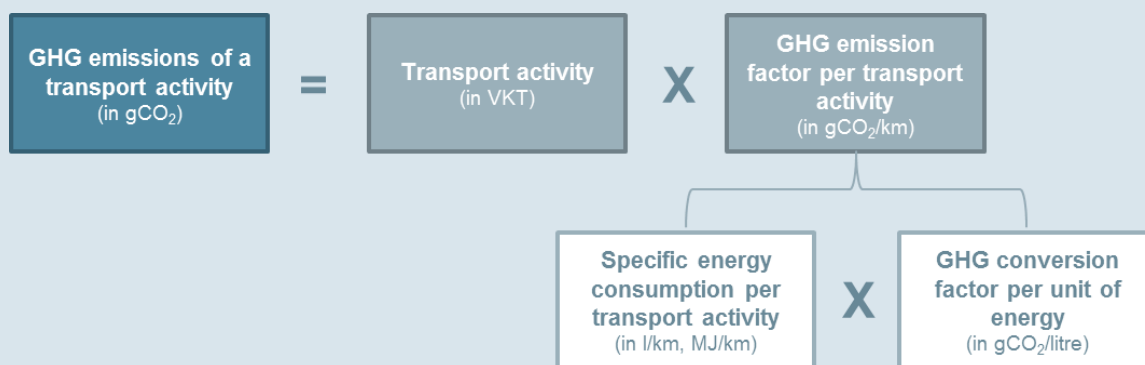 GHG emissions of a
transport activity
(in gCO₂)
=
Transport activity
(in VKT)
X
GHG emission
factor per transport
activity
(in gCO₂/km)
Specific energy
consumption per
transport activity
(in l/km, MJ/km)
X
GHG conversion
factor per unit of
energy
(in gCO₂/litre)